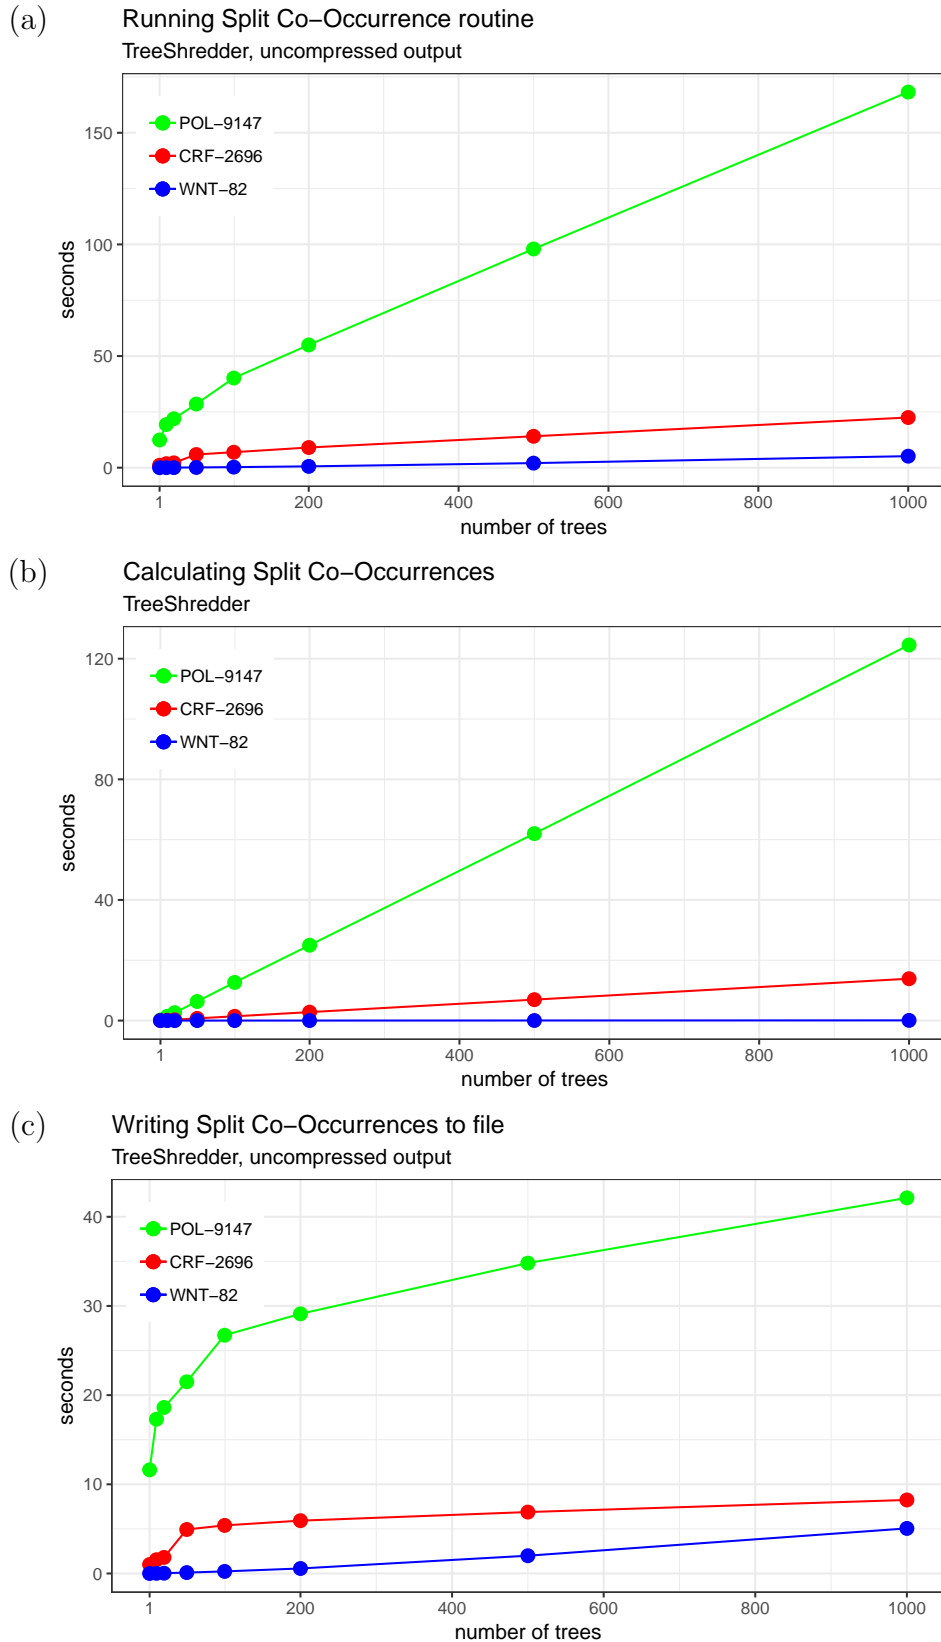 (a)
Running Split Co−Occurrence routine
TreeShredder, uncompressed output
POL−9147
CRF−2696
WNT−82
150
100
50
0
seconds
1 200 400 600 800 1000
number of trees
(b)
Calculating Split Co−Occurrences
TreeShredder
POL−9147
CRF−2696
WNT−82
120
80
40
0
seconds
1 200 400 600 800 1000
number of trees
(c)
Writing Split Co−Occurrences to file
TreeShredder, uncompressed output
POL−9147
CRF−2696
WNT−82
40
30
20
10
0
seconds
1 200 400 600 800 1000
number of trees